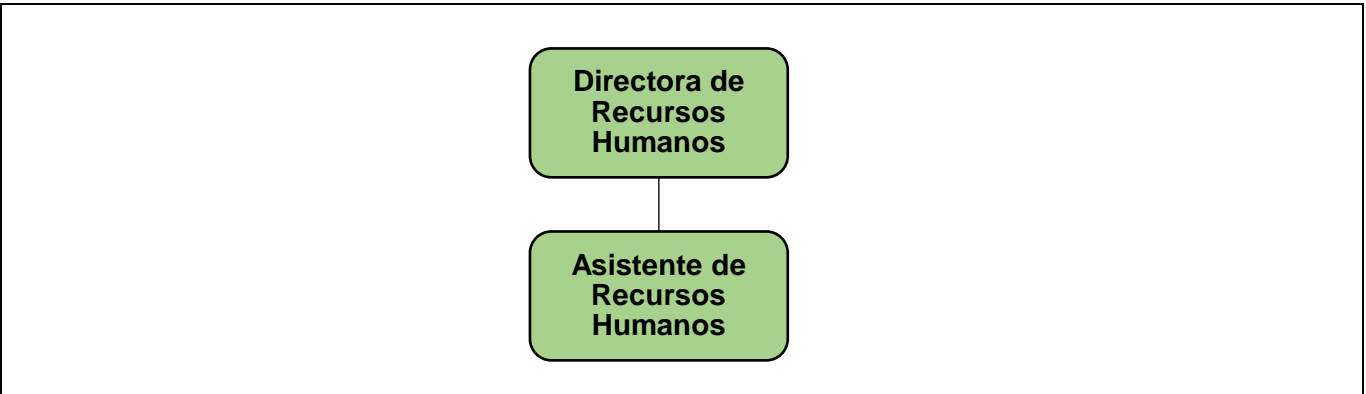 Directora de
Recursos
Humanos
Asistente de
Recursos
Humanos